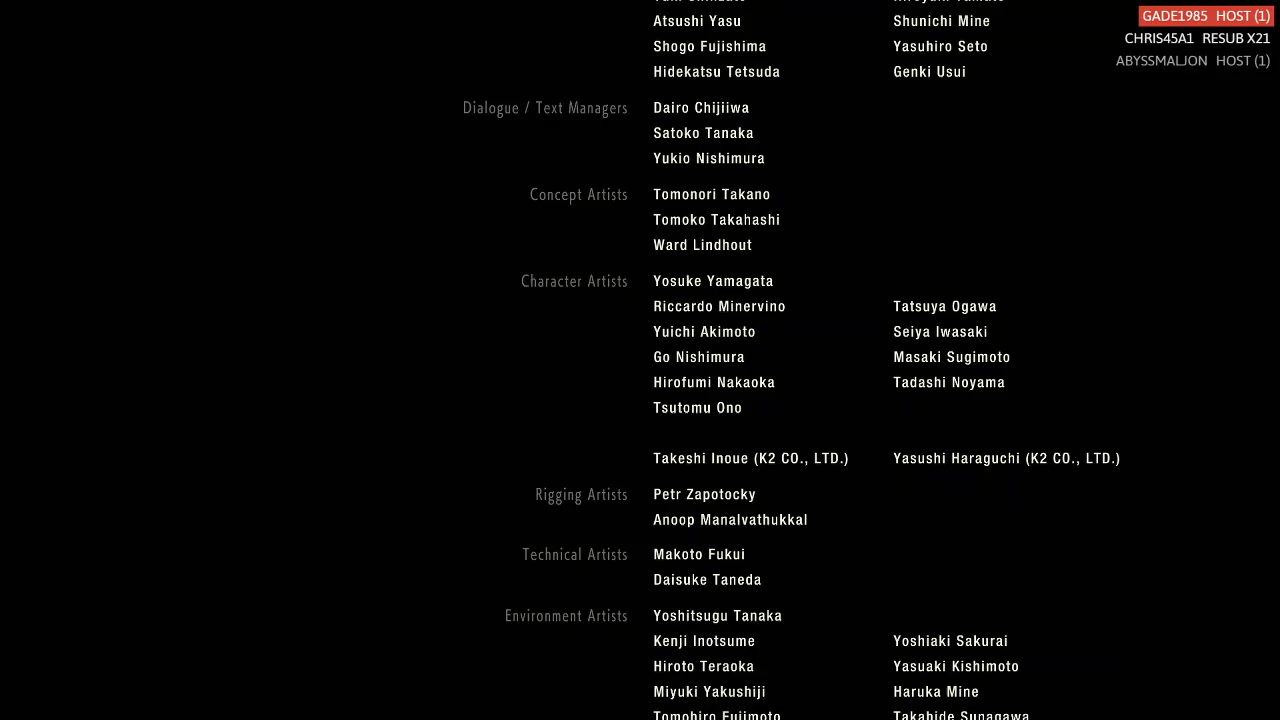 GADE1985 HOST (1)
Atsushi Yasu Shunichi Mine
CHRIS45A1 RESUB X21
Shogo Fujishima Yasuhiro Seto
ABYSSMALJON HOST (1)
Hidekatsu Tetsuda Genki Usui
Dialogue / Text Managers Dairo Chijiiwa
Satoko Tanaka
Yukio Nishimura
Concept Artists Tomonori Takano
Tomoko Takahashi
Ward Lindhout
Character Artists Yosuke Yamagata
Riccardo Minervino Tatsuya Ogawa
Yuichi Akimoto Seiya Iwasaki
Go Nishimura Masaki Sugimoto
Hirofumi Nakaoka Tadashi Noyama
Tsutomu Ono
Takeshi Inoue (K2 CO., LTD.) Yasushi Haraguchi (K2 CO., LTD.)
Rigging Artists Petr Zapotocky
Anoop Manalvathukkal
Technical Artists Makoto Fukui
Daisuke Taneda
Environment Artists Yoshitsugu Tanaka
Kenji Inotsume Yoshiaki Sakurai
Hiroto Teraoka Yasuaki Kishimoto
Miyuki Yakushiji Haruka Mine
Tomohiro Fujimoto Takahide Sunagawa